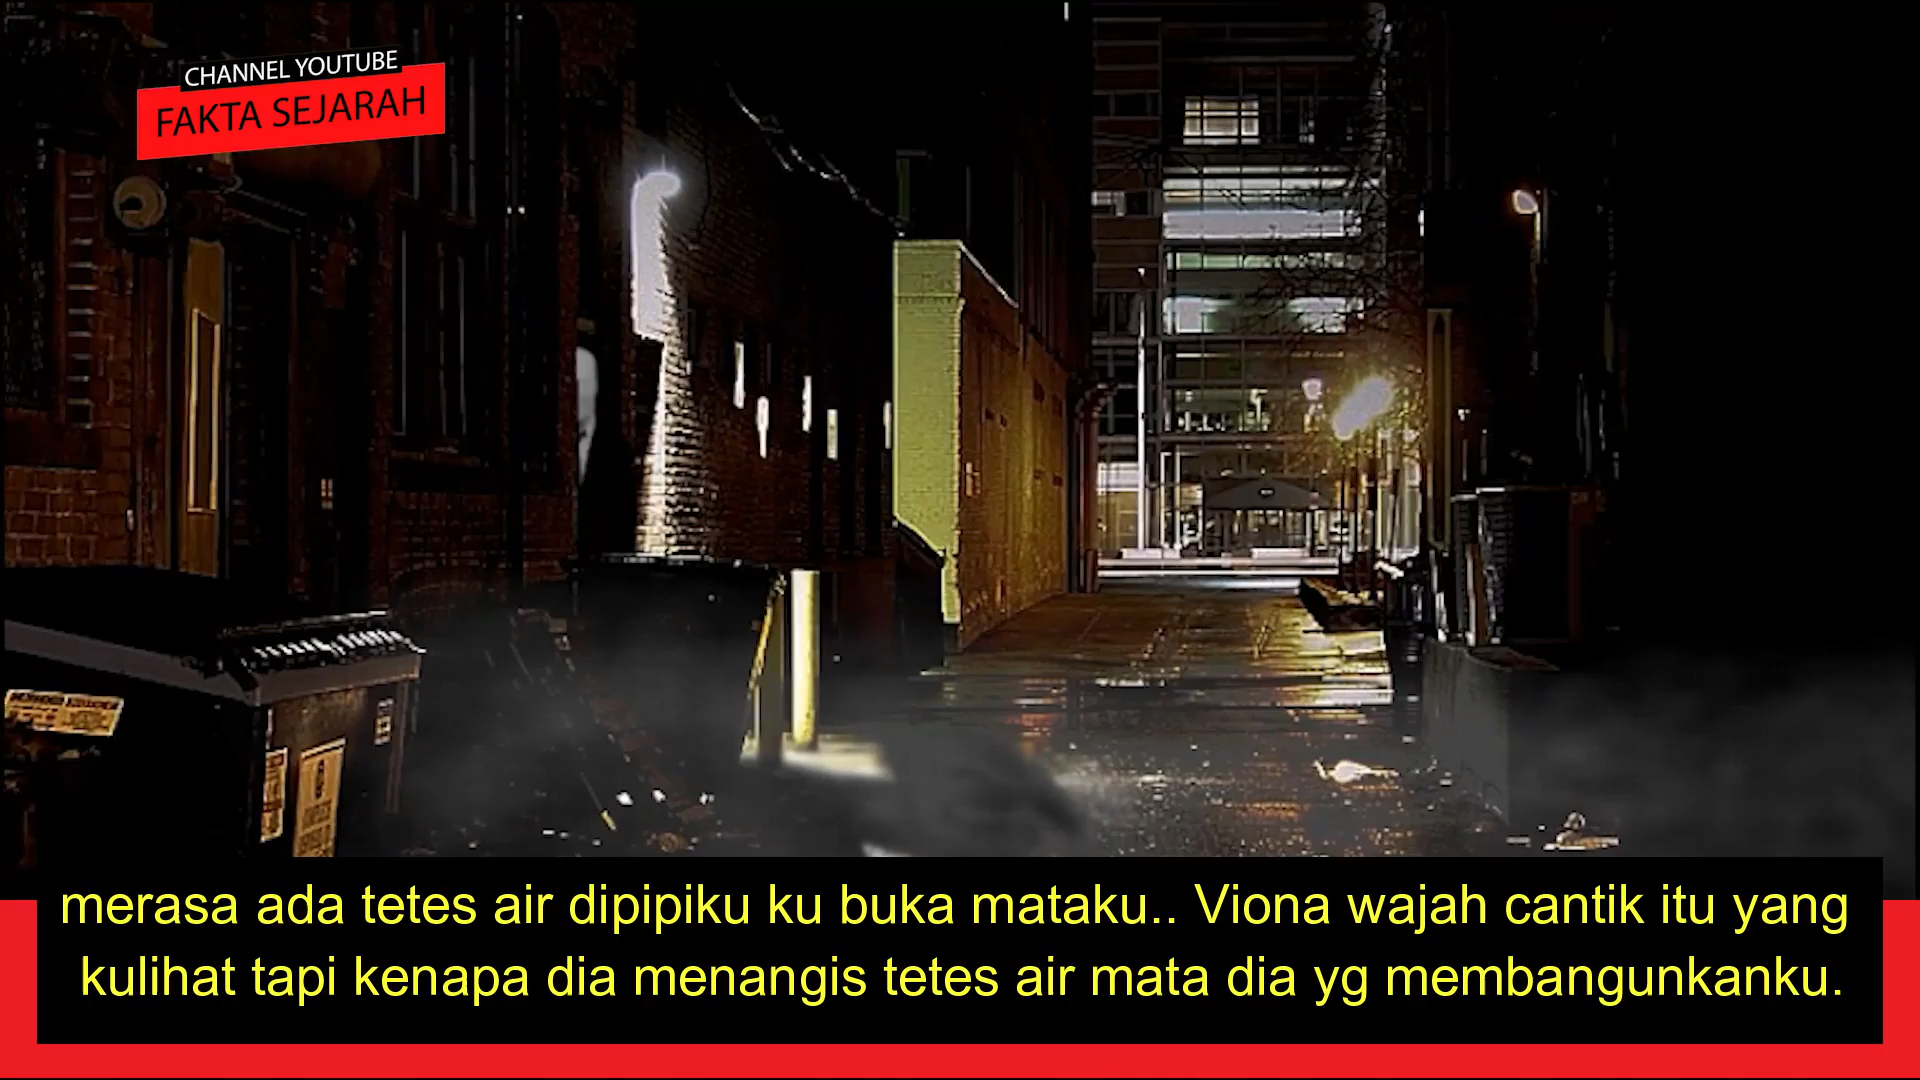 CHANNEL YOUTUBE
FAKTA SEJARAH
merasa ada tetes air dipipiku ku buka mataku.. Viona wajah cantik itu yang
kulihat tapi kenapa dia menangis tetes air mata dia yg membangunkanku.